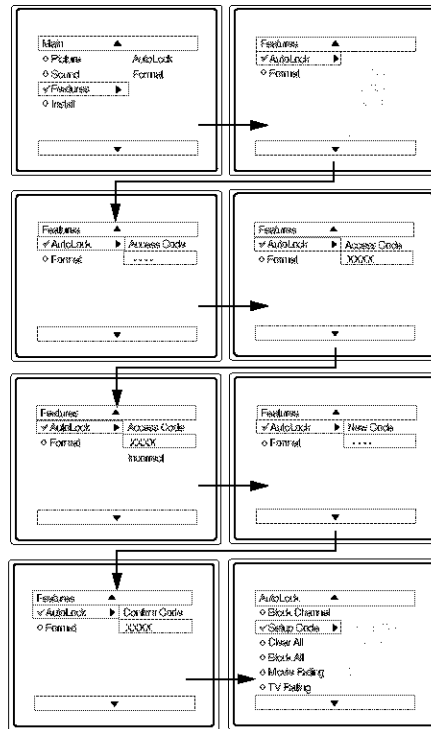 Main
Picture AutoLock
Sound Format
Features
Install
Features
AutoLock
Format
Features
AutoLock Access Code
Format - - - -
Features
AutoLock Access Code
Format XXXX
Features
AutoLock Access Code
Format XXXX
Incorrect
Features
AutoLock New Code
Format - - - -
Features
AutoLock Confirm Code
Format XXXX
AutoLock
Block Channel
Setup Code
Clear All
Block All
Movie Rating
TV Rating